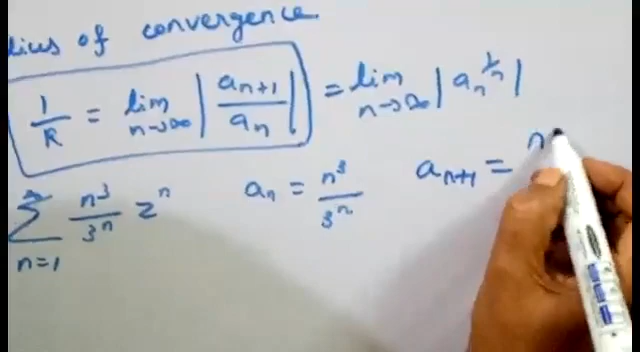 of convergence
1/R = lim n→∞ | a_{n+1} / a_n | = lim n→∞ | a_n^{1/n} |
∞ ∑ n=1 n³/3ⁿ zⁿ a_n = n³/3ⁿ a_{n+1} = n